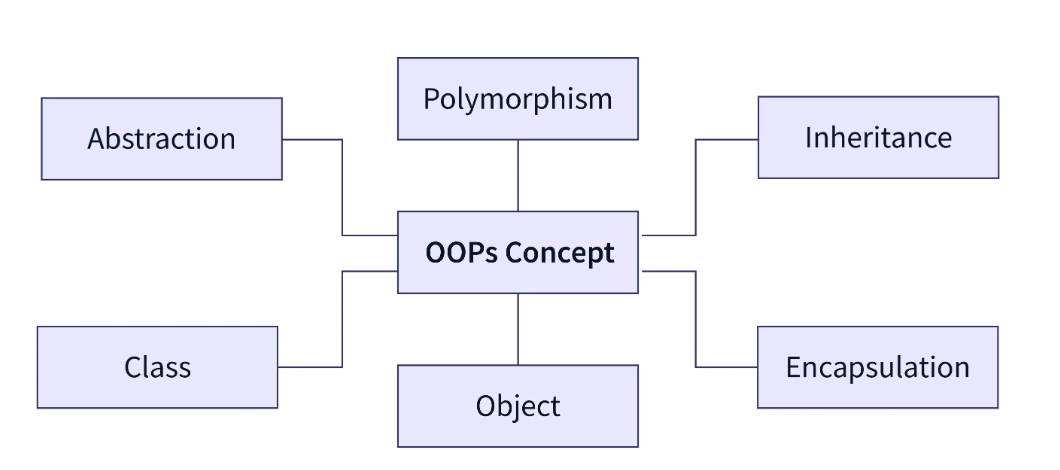 Polymorphism
Abstraction
Inheritance
OOPs Concept
Class
Encapsulation
Object